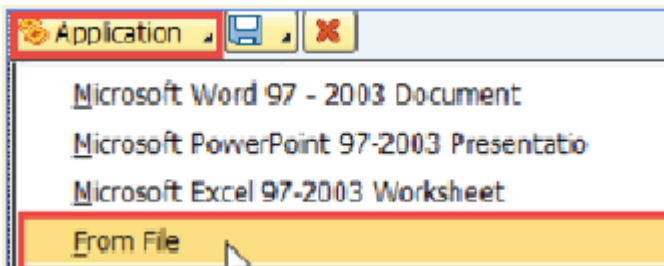 Application
Microsoft Word 97 - 2003 Document
Microsoft PowerPoint 97-2003 Presentatio
Microsoft Excel 97-2003 Worksheet
From File